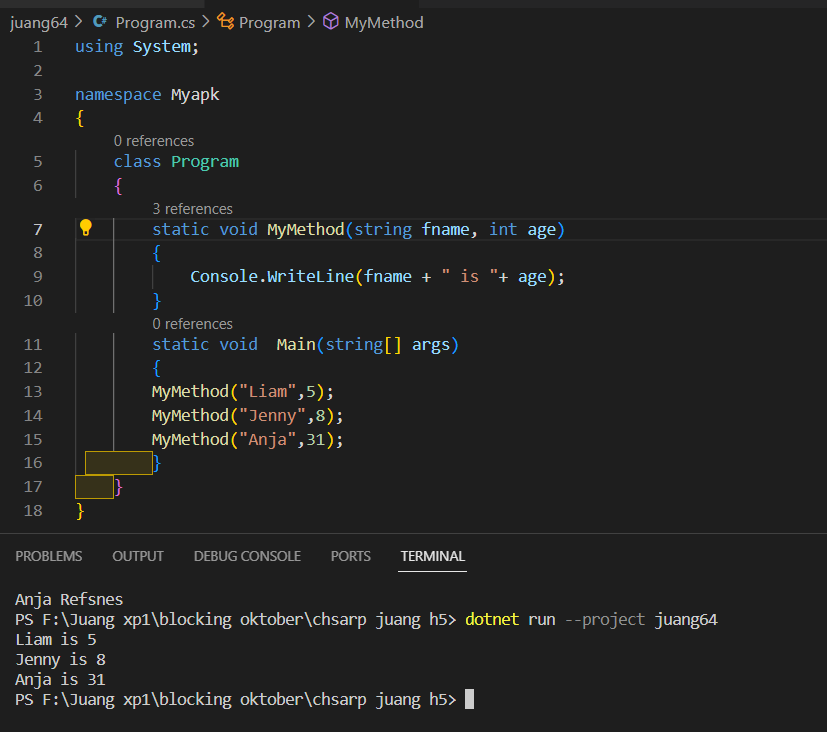 juang64 > C# Program.cs > Program > MyMethod
1 using System;
2
3 namespace Myapk
4 {
0 references
5 class Program
6 {
3 references
7 static void MyMethod(string fname, int age)
8 {
9 Console.WriteLine(fname + " is "+ age);
10 }
0 references
11 static void  Main(string[] args)
12 {
13 MyMethod("Liam",5);
14 MyMethod("Jenny",8);
15 MyMethod("Anja",31);
16 }
17 }
18 }
PROBLEMS OUTPUT DEBUG CONSOLE PORTS TERMINAL
Anja Refsnes
PS F:\Juang xp1\blocking oktober\chsarp juang h5> dotnet run --project juang64
Liam is 5
Jenny is 8
Anja is 31
PS F:\Juang xp1\blocking oktober\chsarp juang h5>